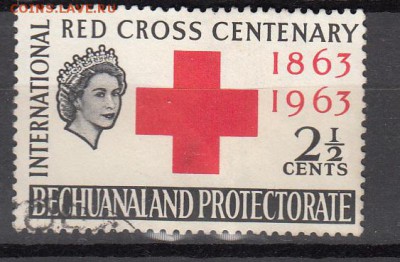 COINS.LAVE.RU
INTERNATIONAL
RED CROSS CENTENARY
1863
1963
2½
CENTS
BECHUANALAND PROTECTORATE